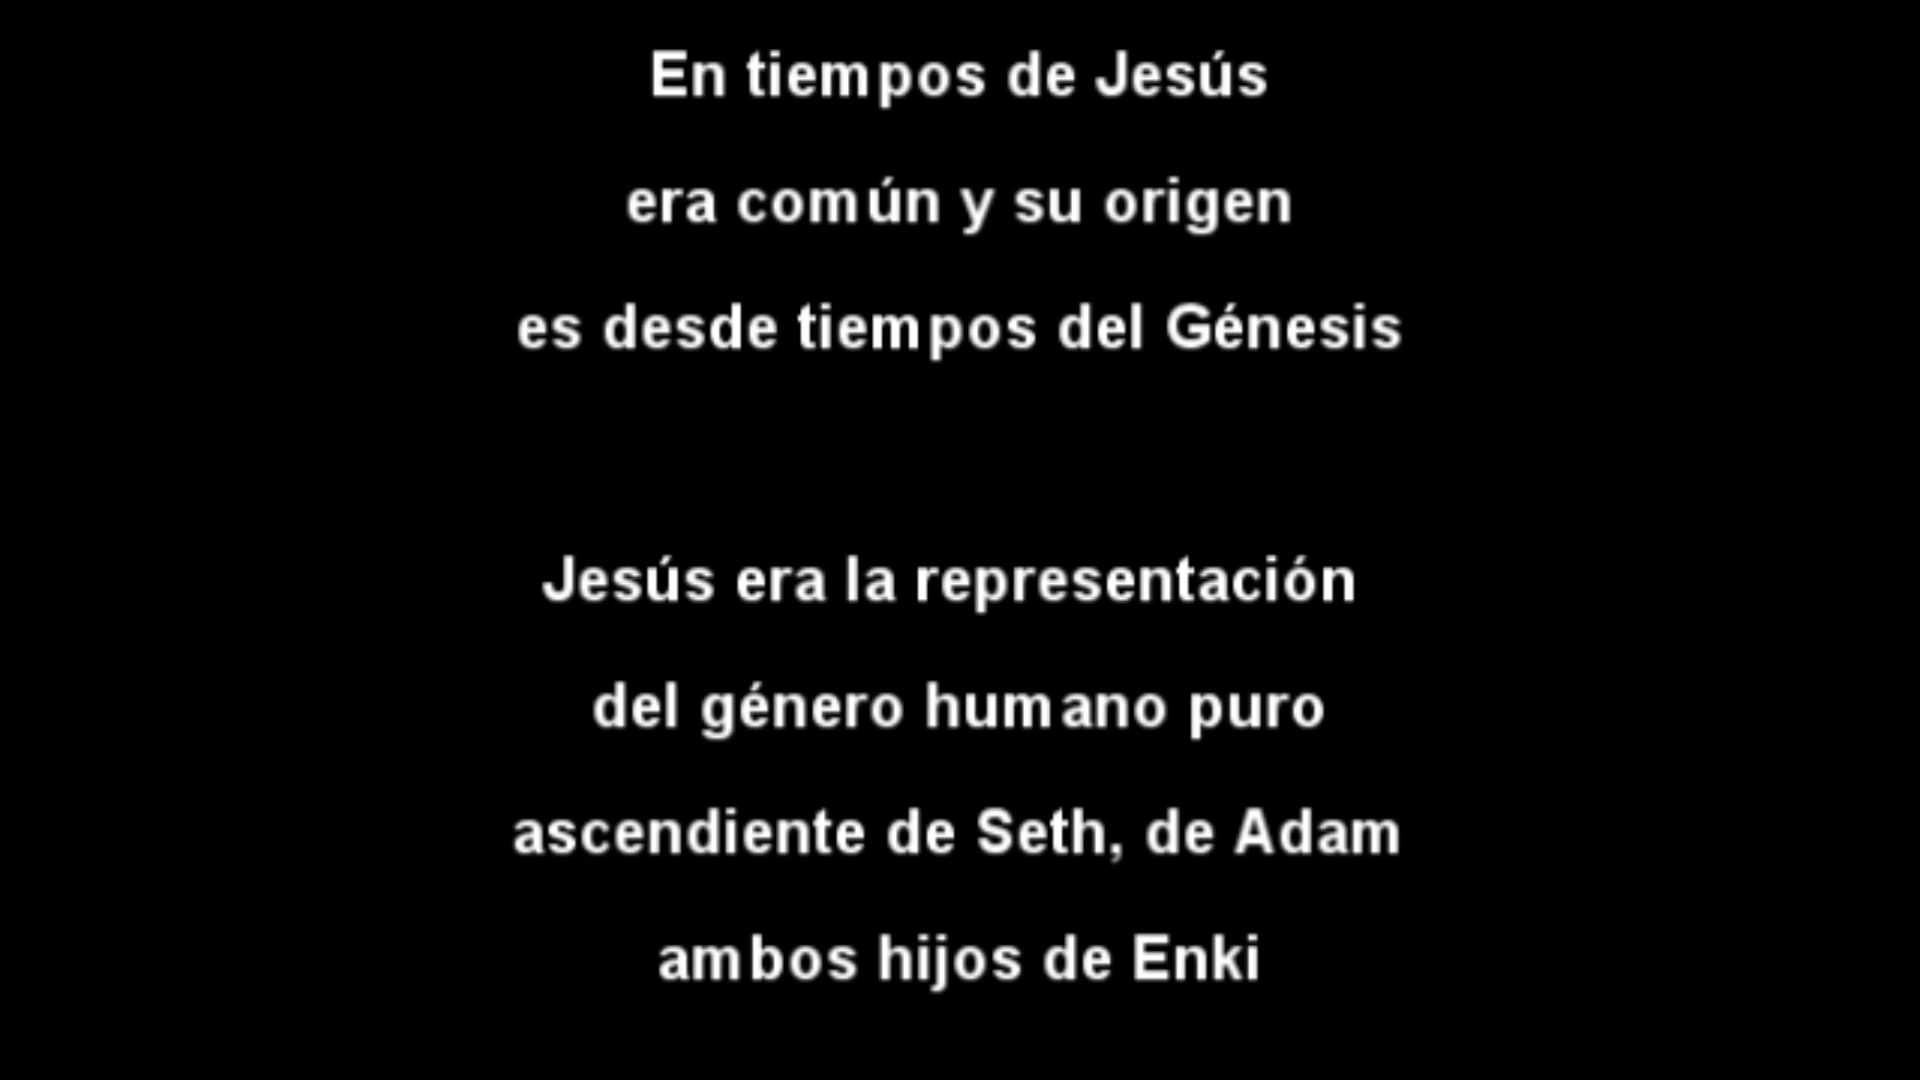 En tiempos de Jesús
era común y su origen
es desde tiempos del Génesis
Jesús era la representación
del género humano puro
ascendiente de Seth, de Adam
ambos hijos de Enki